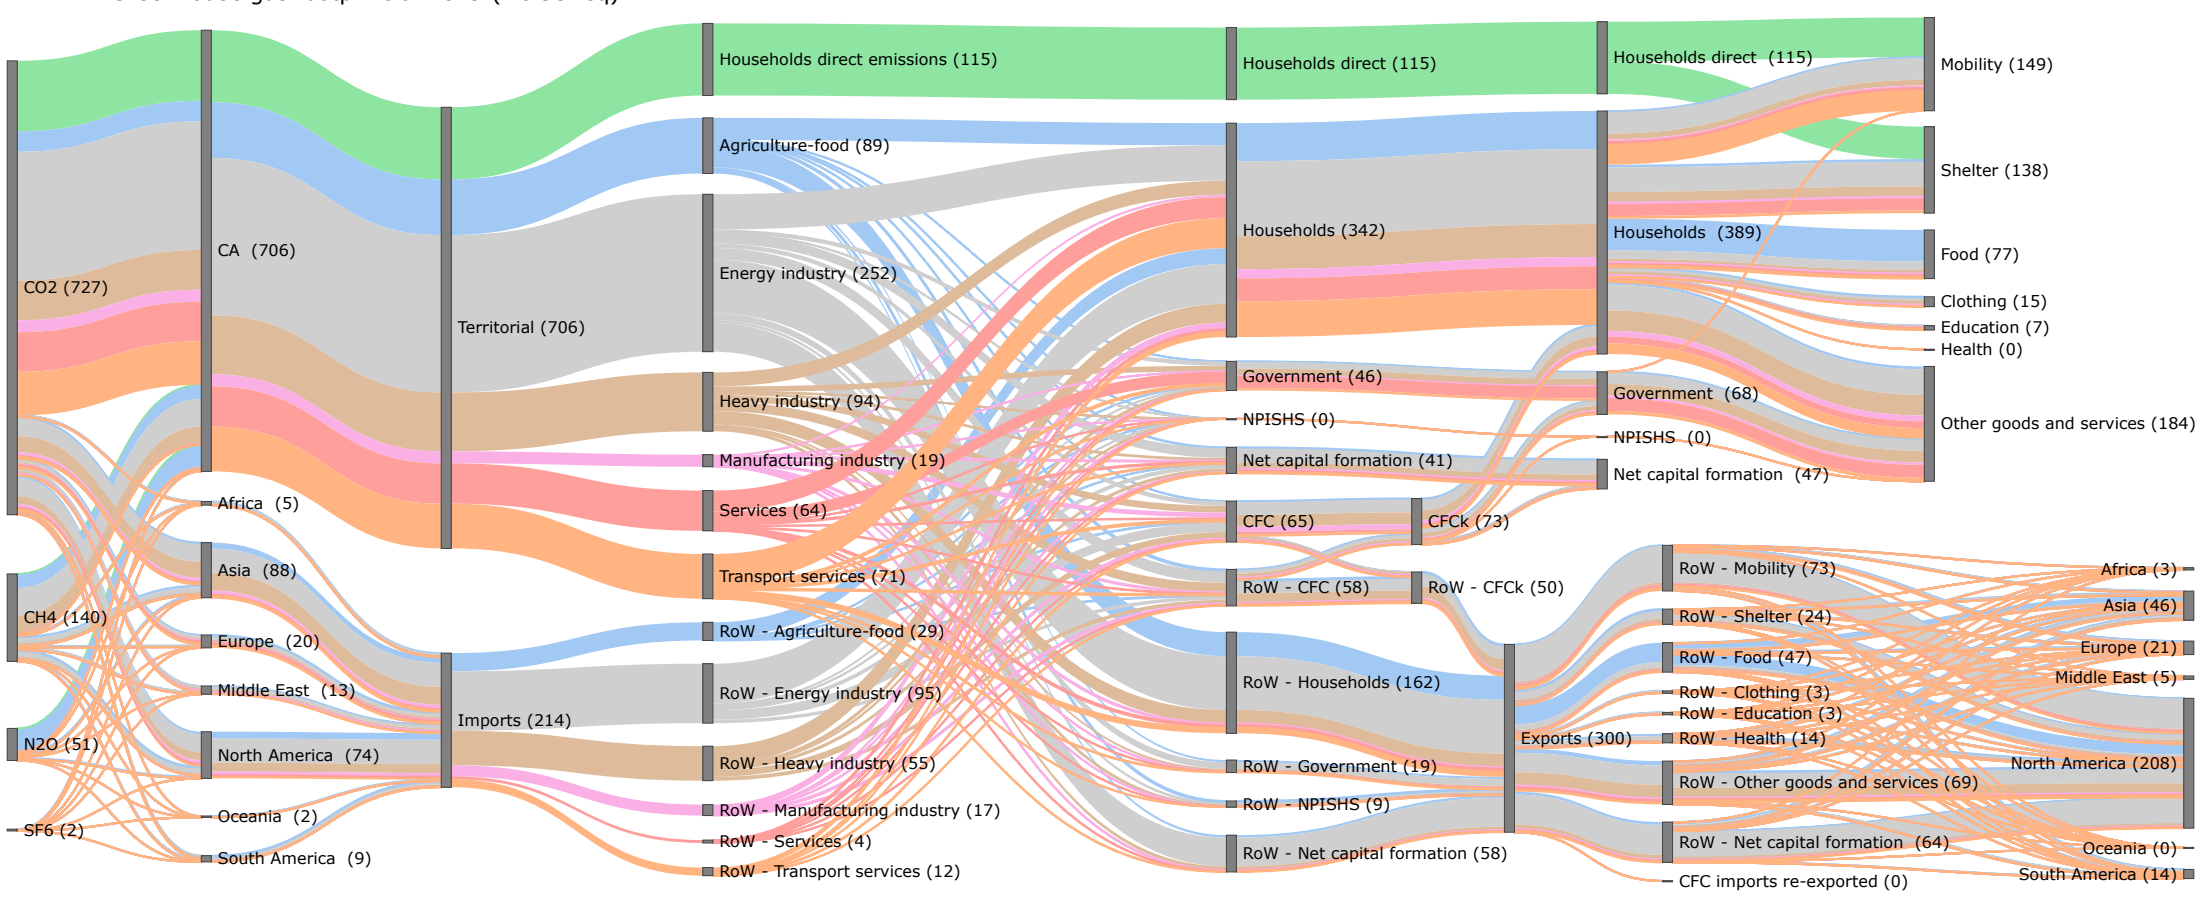 CO2 (727)
CH4 (140)
N2O (51)
SF6 (2)
CA (706)
Africa (5)
Asia (88)
Europe (20)
Middle East (13)
North America (74)
Oceania (2)
South America (9)
Territorial (706)
Imports (214)
Households direct emissions (115)
Agriculture-food (89)
Energy industry (252)
Heavy industry (94)
Manufacturing industry (19)
Services (64)
Transport services (71)
RoW - Agriculture-food (29)
RoW - Energy industry (95)
RoW - Heavy industry (55)
RoW - Manufacturing industry (17)
RoW - Services (4)
RoW - Transport services (12)
Households direct (115)
Households (342)
Government (46)
NPISHS (0)
Net capital formation (41)
CFC (65)
RoW - CFC (58)
RoW - Households (162)
RoW - Government (19)
RoW - NPISHS (9)
RoW - Net capital formation (58)
CFCk (73)
RoW - CFCk (50)
Exports (300)
Households direct (115)
Households (389)
Government (68)
NPISHS (0)
Net capital formation (47)
RoW - Mobility (73)
RoW - Shelter (24)
RoW - Food (47)
RoW - Clothing (3)
RoW - Education (3)
RoW - Health (14)
RoW - Other goods and services (69)
RoW - Net capital formation (64)
CFC imports re-exported (0)
Mobility (149)
Shelter (138)
Food (77)
Clothing (15)
Education (7)
Health (0)
Other goods and services (184)
Africa (3)
Asia (46)
Europe (21)
Middle East (5)
North America (208)
Oceania (0)
South America (14)